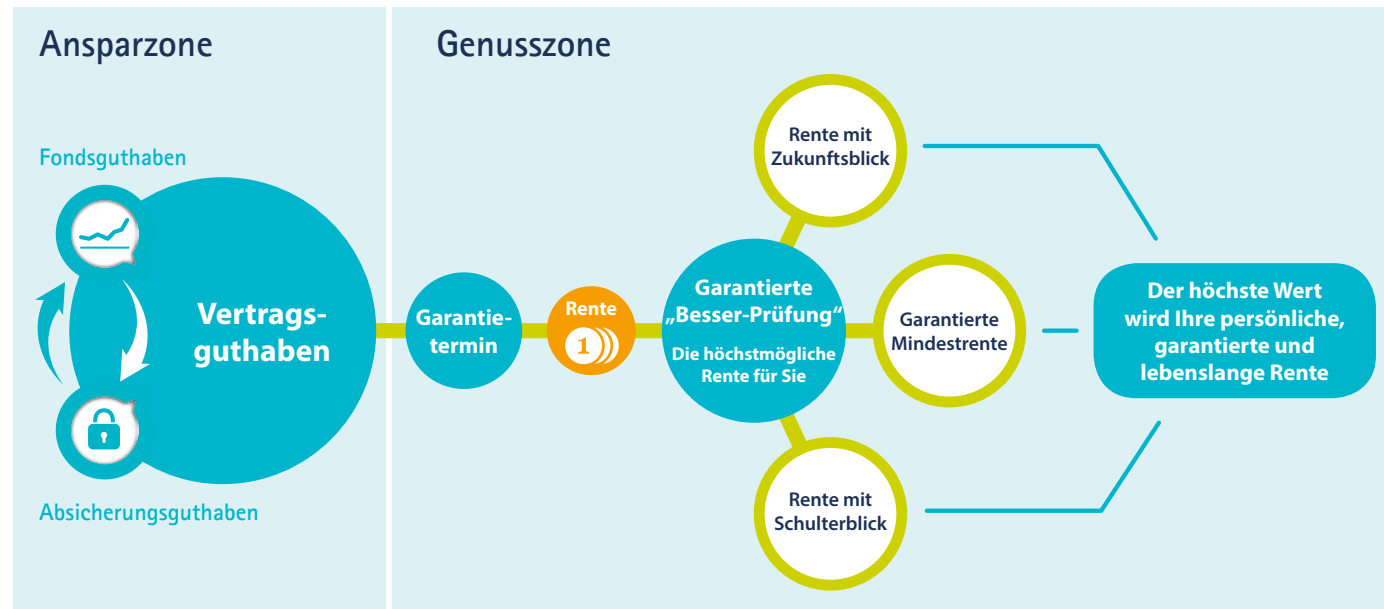 Ansparzone
Genusszone
Fondsguthaben
Vertrags-
guthaben
Absicherungsguthaben
Garantie-
termin
Rente
1
Garantierte
„Besser-Prüfung“
Die höchstmögliche
Rente für Sie
Rente mit
Zukunftsblick
Garantierte
Mindestrente
Rente mit
Schulterblick
Der höchste Wert
wird Ihre persönliche,
garantierte und
lebenslange Rente